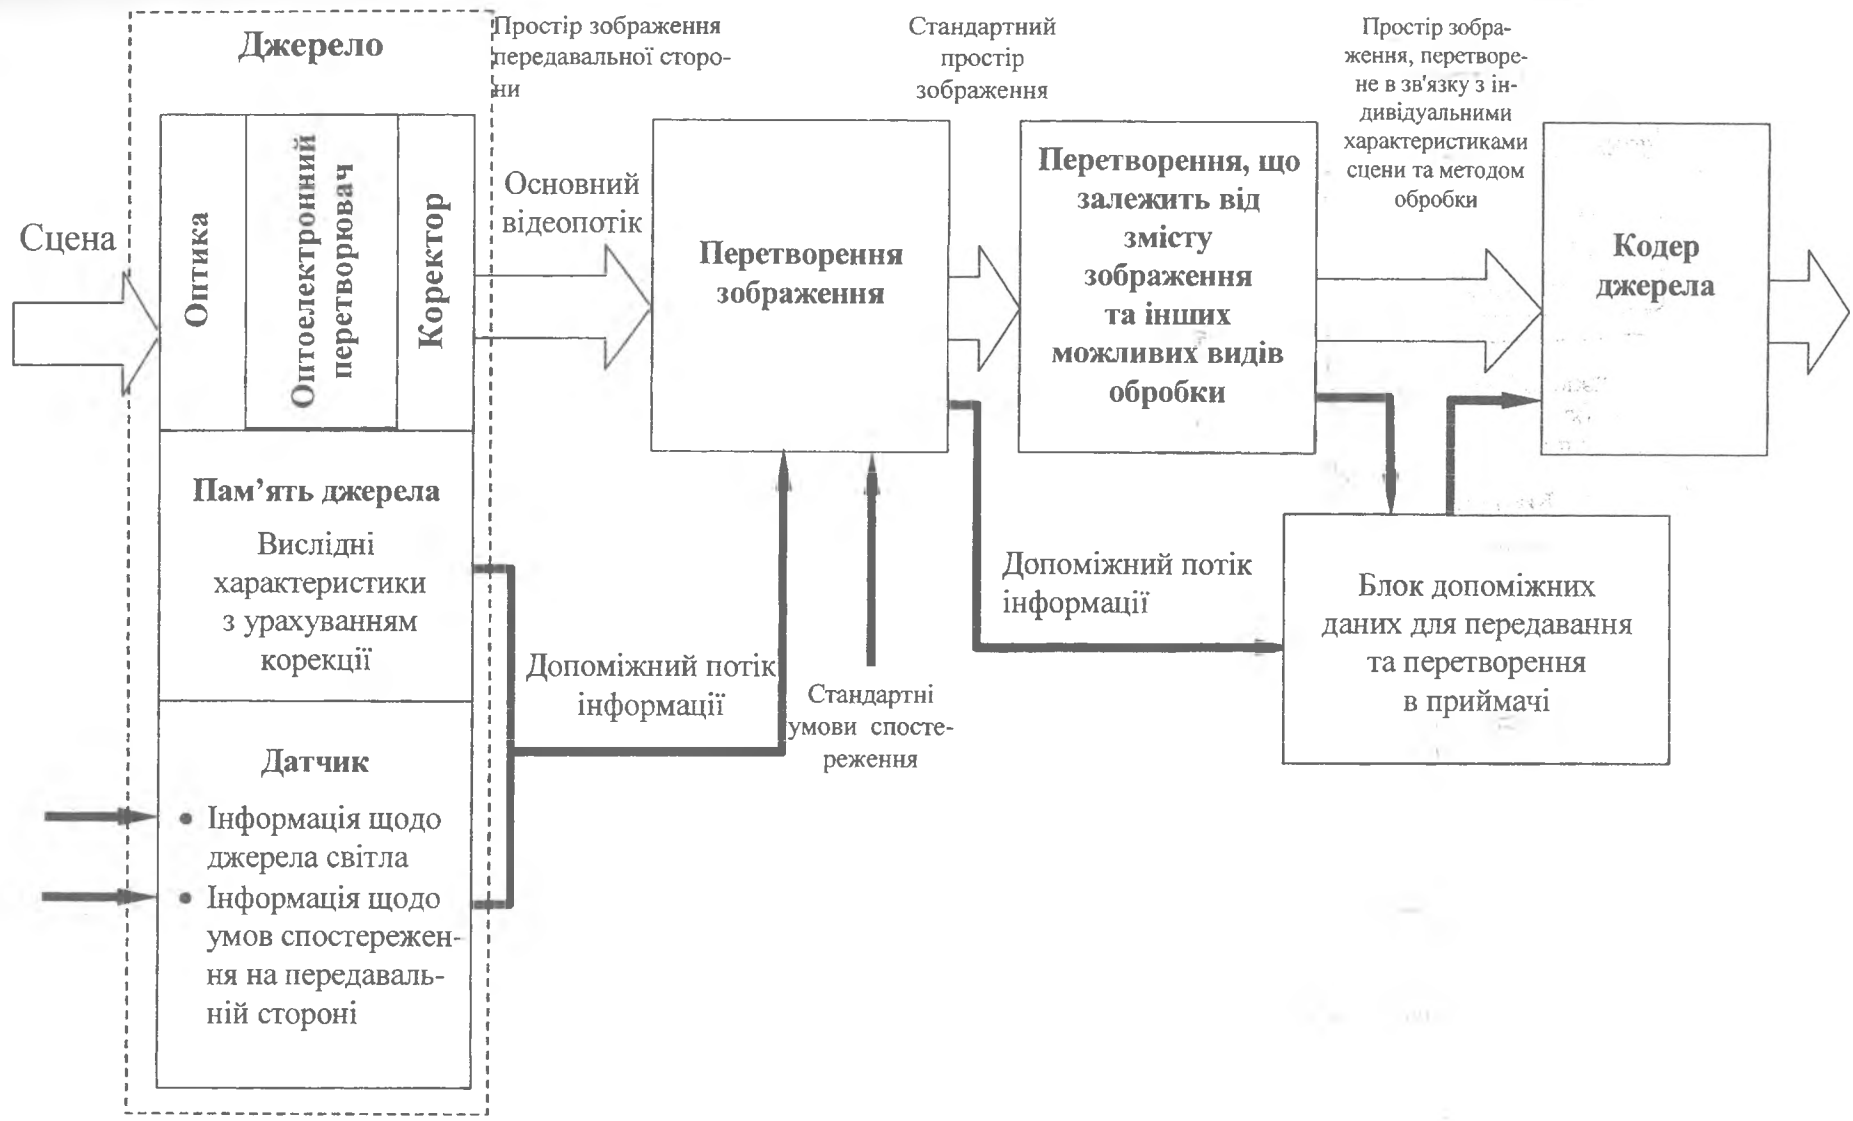 Джерело
Простір зображення
передавальної сторо-
ни
Стандартний
простір
зображення
Простір зобра-
ження, перетворе-
не в зв'язку з ін-
дивідуальними
характеристиками
сцени та методом
обробки
Сцена
Оптика
Оптоелектронний
перетворювач
Коректор
Основний
відеопотік
Перетворення
зображення
Перетворення, що
залежить від
змісту
зображення
та інших
можливих видів
обробки
Кодер
джерела
Пам’ять джерела
Вислідні
характеристики
з урахуванням
корекції
Допоміжний потік
інформації
Стандартні
умови спосте-
реження
Допоміжний потік
інформації
Блок допоміжних
даних для передавання
та перетворення
в приймачі
Датчик
• Інформація щодо
джерела світла
• Інформація щодо
умов спостережен-
ня на передаваль-
ній стороні